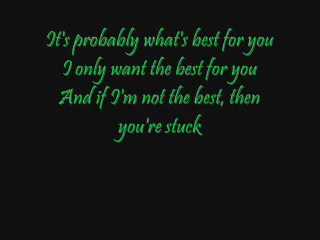 It's probably what's best for you
I only want the best for you
And if I'm not the best, then
you're stuck